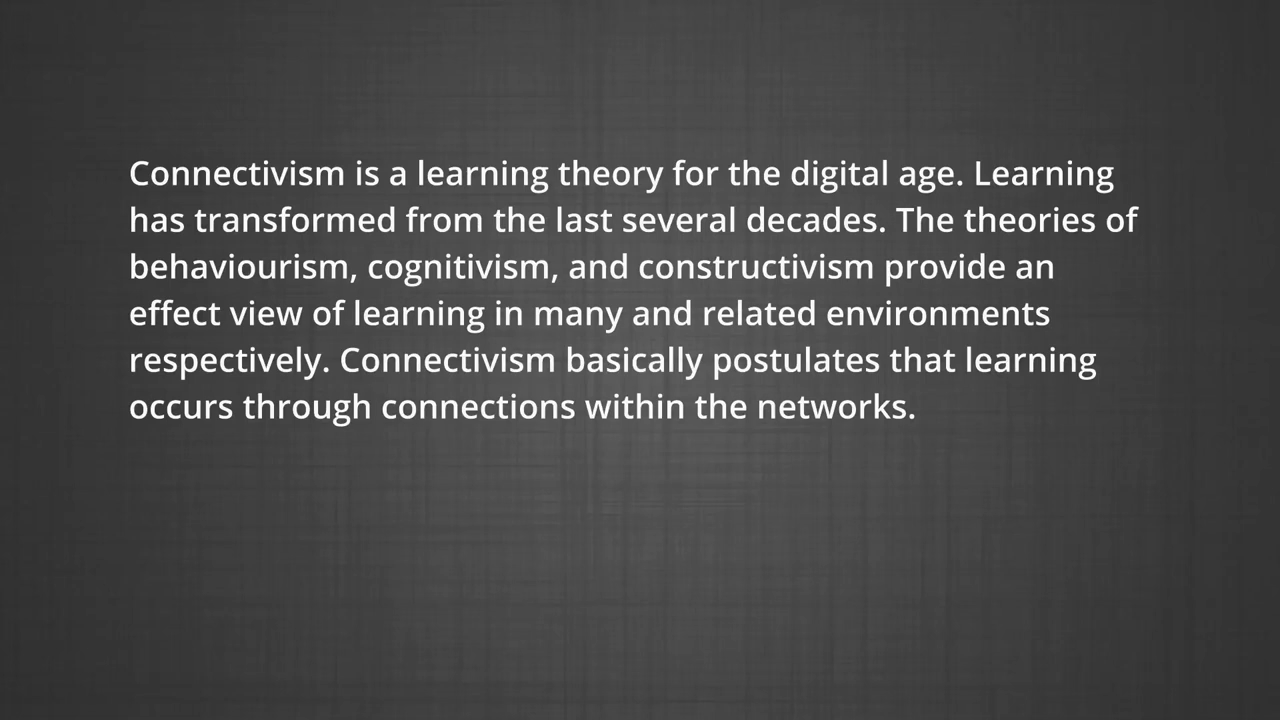 Connectivism is a learning theory for the digital age. Learning
has transformed from the last several decades. The theories of
behaviourism, cognitivism, and constructivism provide an
effect view of learning in many and related environments
respectively. Connectivism basically postulates that learning
occurs through connections within the networks.